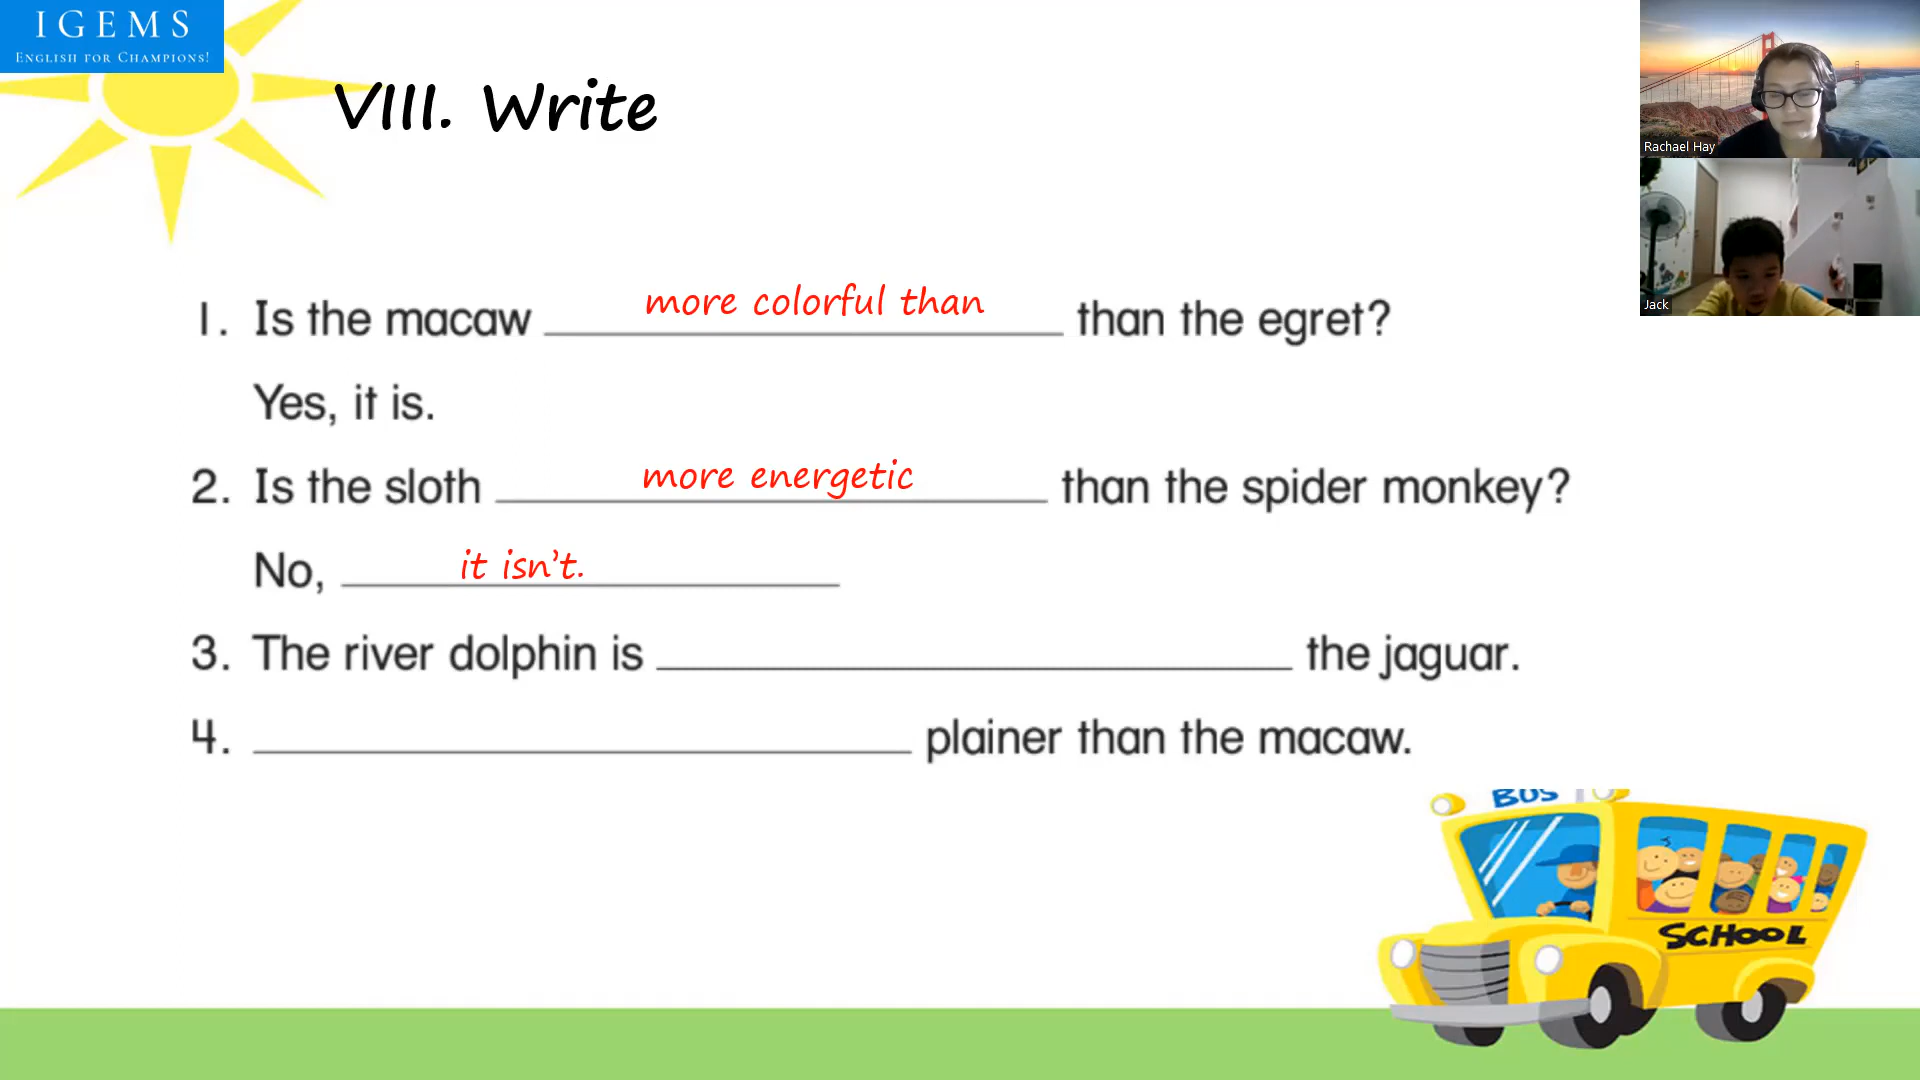 IGEMS
ENGLISH FOR CHAMPIONS!
VIII. Write
Rachael Hay
Jack
1. Is the macaw more colorful than than the egret?
Yes, it is.
2. Is the sloth more energetic than the spider monkey?
No, it isn't.
3. The river dolphin is ______ the jaguar.
4. ______ plainer than the macaw.
BUS
SCHOOL